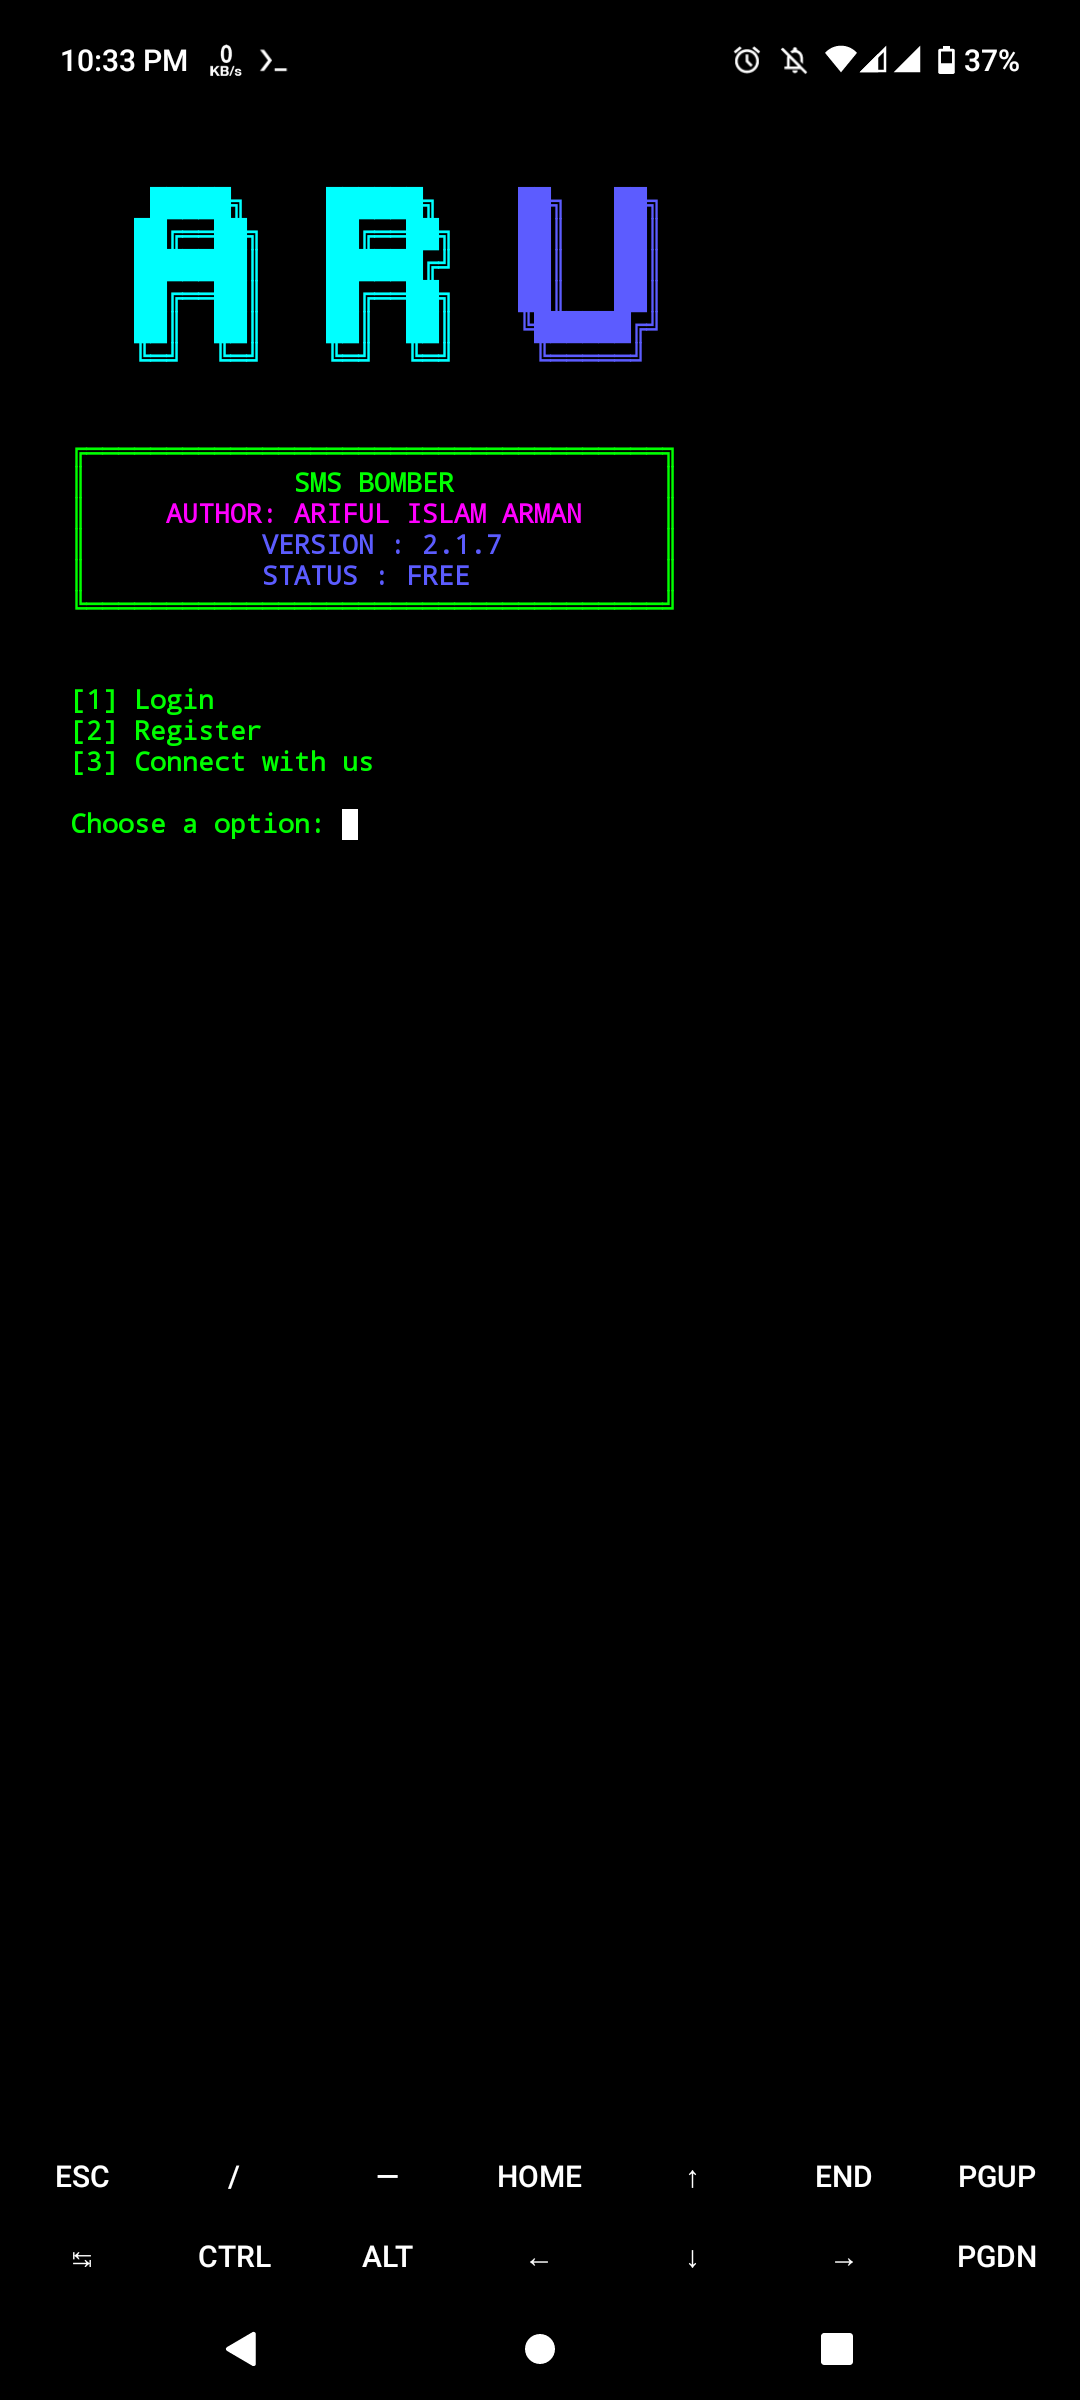 10:33 PM 0 KB/s 37%
ARU
SMS BOMBER
AUTHOR: ARIFUL ISLAM ARMAN
VERSION : 2.1.7
STATUS : FREE
[1] Login
[2] Register
[3] Connect with us
Choose a option:
ESC / — HOME ↑ END PGUP
↹ CTRL ALT ← ↓ → PGDN